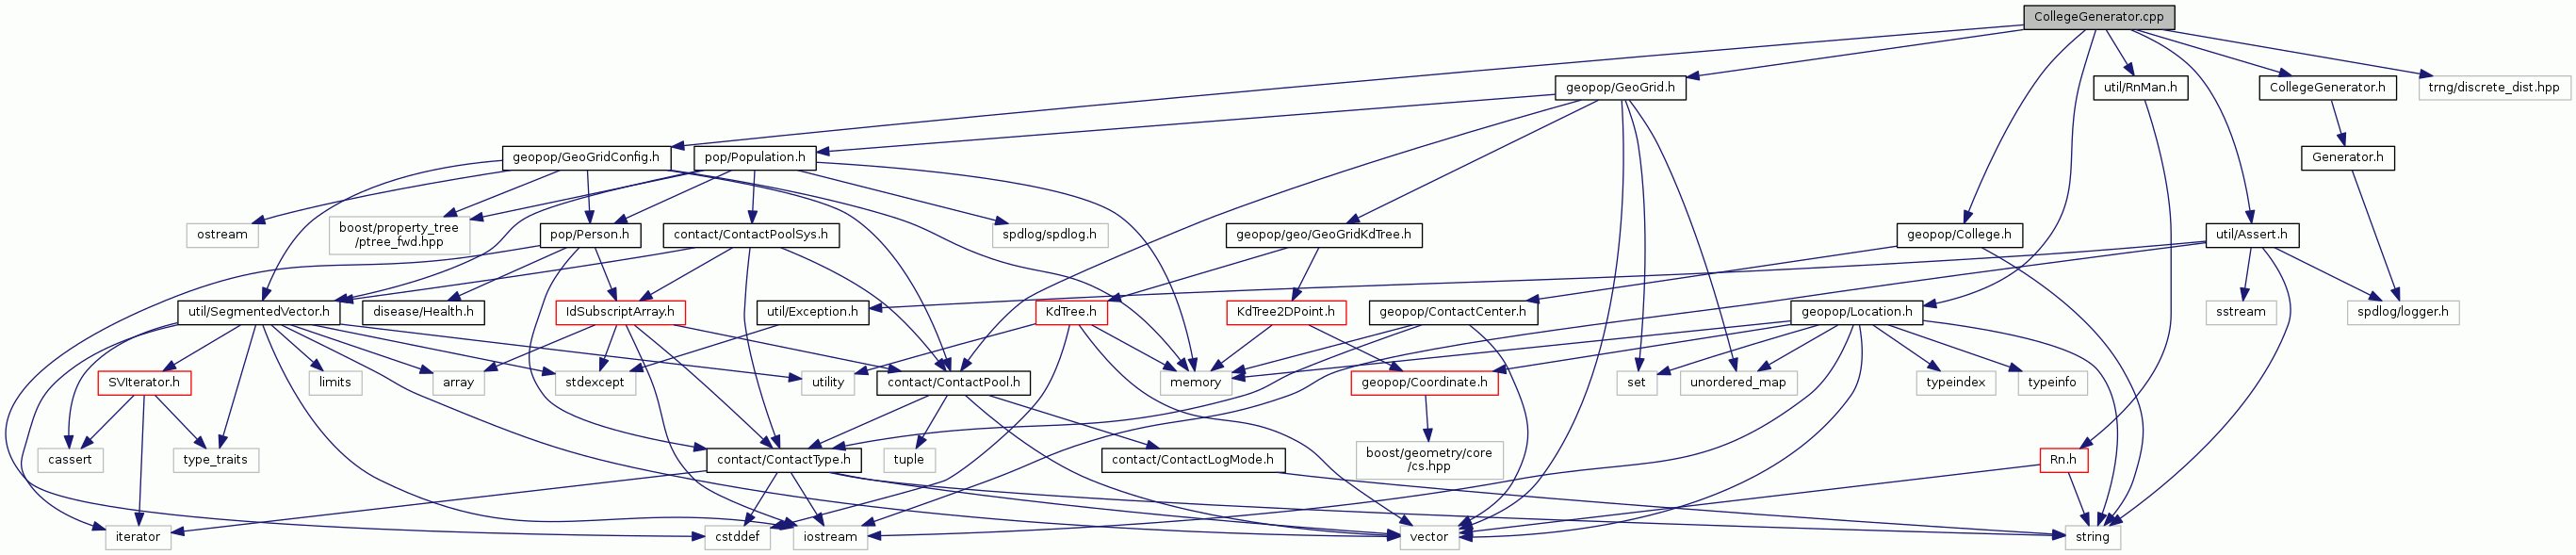 CollegeGenerator.cpp
geopop/GeoGrid.h
util/RnMan.h
CollegeGenerator.h
trng/discrete_dist.hpp
geopop/GeoGridConfig.h
pop/Population.h
Generator.h
ostream
boost/property_tree
/ptree_fwd.hpp
pop/Person.h
contact/ContactPoolSys.h
spdlog/spdlog.h
geopop/geo/GeoGridKdTree.h
geopop/College.h
util/Assert.h
util/SegmentedVector.h
disease/Health.h
IdSubscriptArray.h
util/Exception.h
KdTree.h
KdTree2DPoint.h
geopop/ContactCenter.h
geopop/Location.h
sstream
spdlog/logger.h
SVIterator.h
limits
array
stdexcept
utility
contact/ContactPool.h
memory
geopop/Coordinate.h
set
unordered_map
typeindex
typeinfo
cassert
type_traits
contact/ContactType.h
tuple
contact/ContactLogMode.h
boost/geometry/core
/cs.hpp
Rn.h
iterator
cstddef
iostream
vector
string